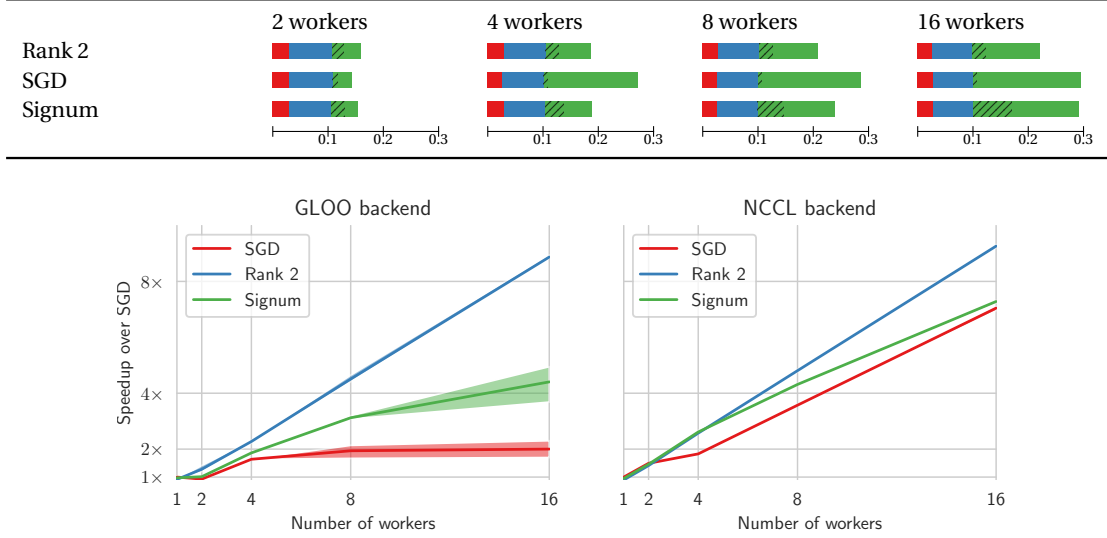 2 workers 4 workers 8 workers 16 workers
Rank 2
SGD
Signum
0.1 0.2 0.3 0.1 0.2 0.3 0.1 0.2 0.3 0.1 0.2 0.3
GLOO backend NCCL backend
SGD SGD
Rank 2 Rank 2
Signum Signum
Speedup over SGD
8×
4×
2×
1×
1 2 4 8 16 1 2 4 8 16
Number of workers Number of workers